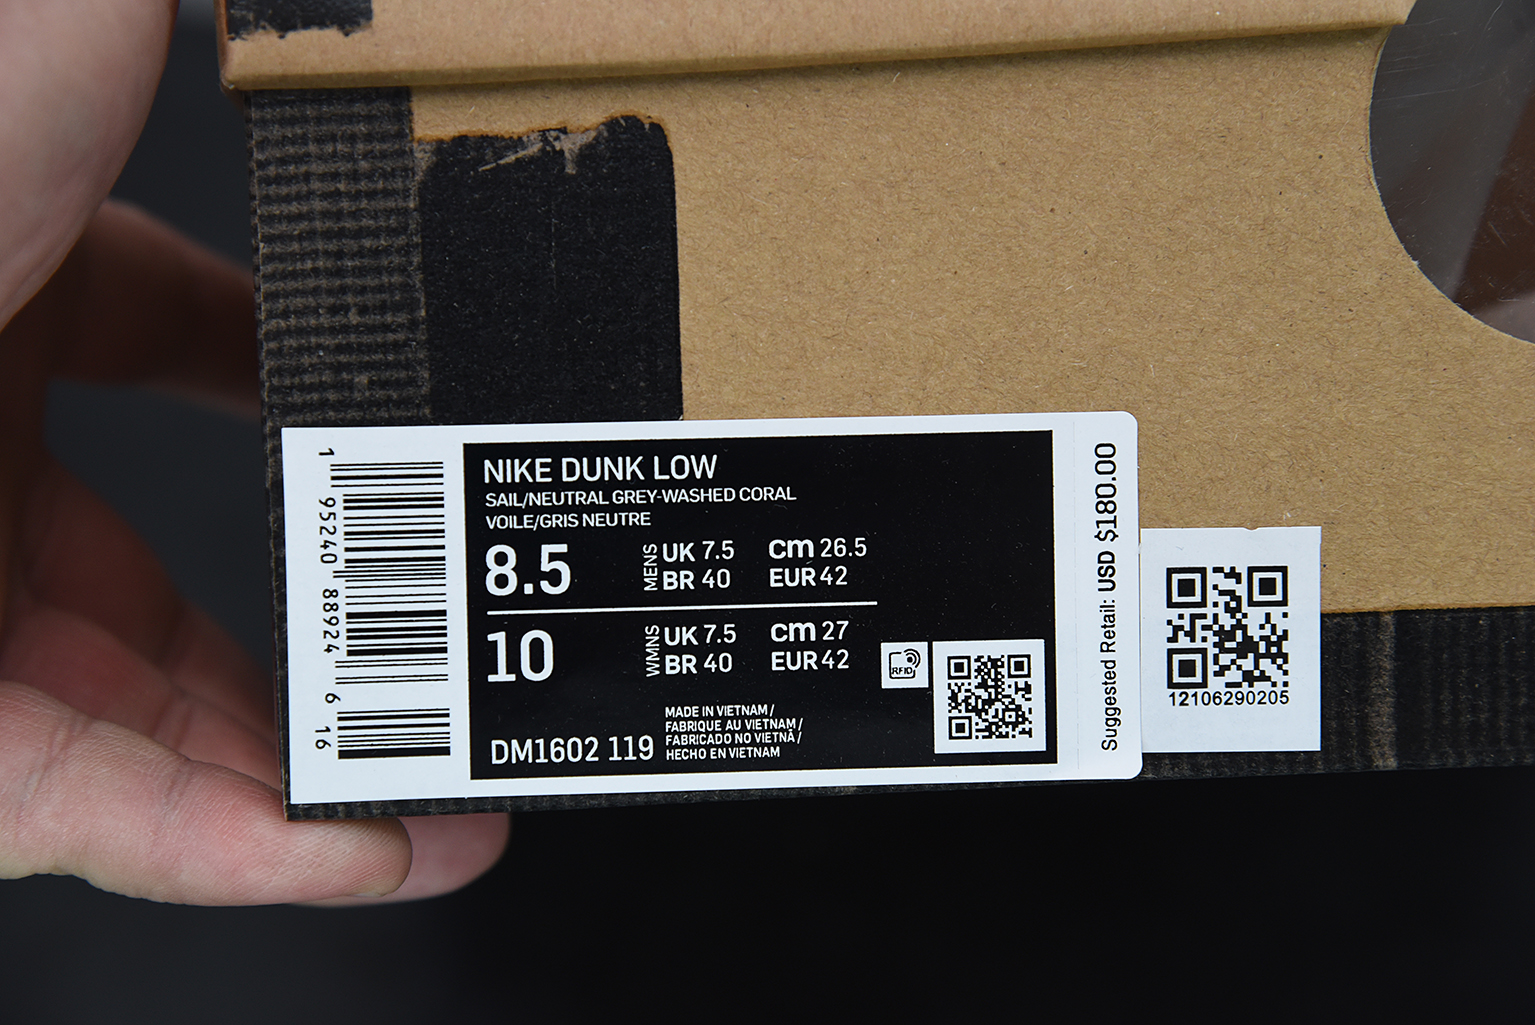 NIKE DUNK LOW
SAIL/NEUTRAL GREY-WASHED CORAL
VOILE/GRIS NEUTRE
8.5
MENS
UK 7.5
cm 26.5
BR 40
EUR 42
10
WMNS
UK 7.5
cm 27
BR 40
EUR 42
RFID
DM1602 119
MADE IN VIETNAM /
FABRIQUE AU VIETNAM /
FABRICADO NO VIETNÃ /
HECHO EN VIETNAM
1 95240 88924 6 16
Suggested Retail: USD $180.00
12106290205